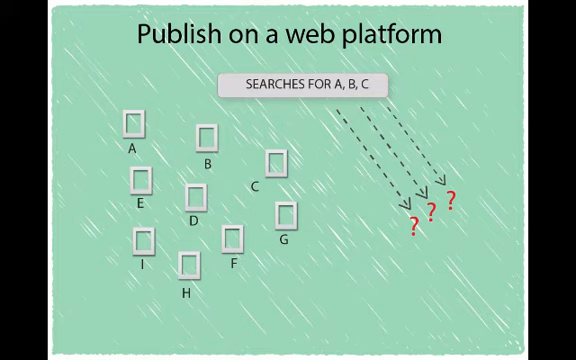 Publish on a web platform
SEARCHES FOR A, B, C
A
B
C
E
D
G
I
F
H
?
?
?